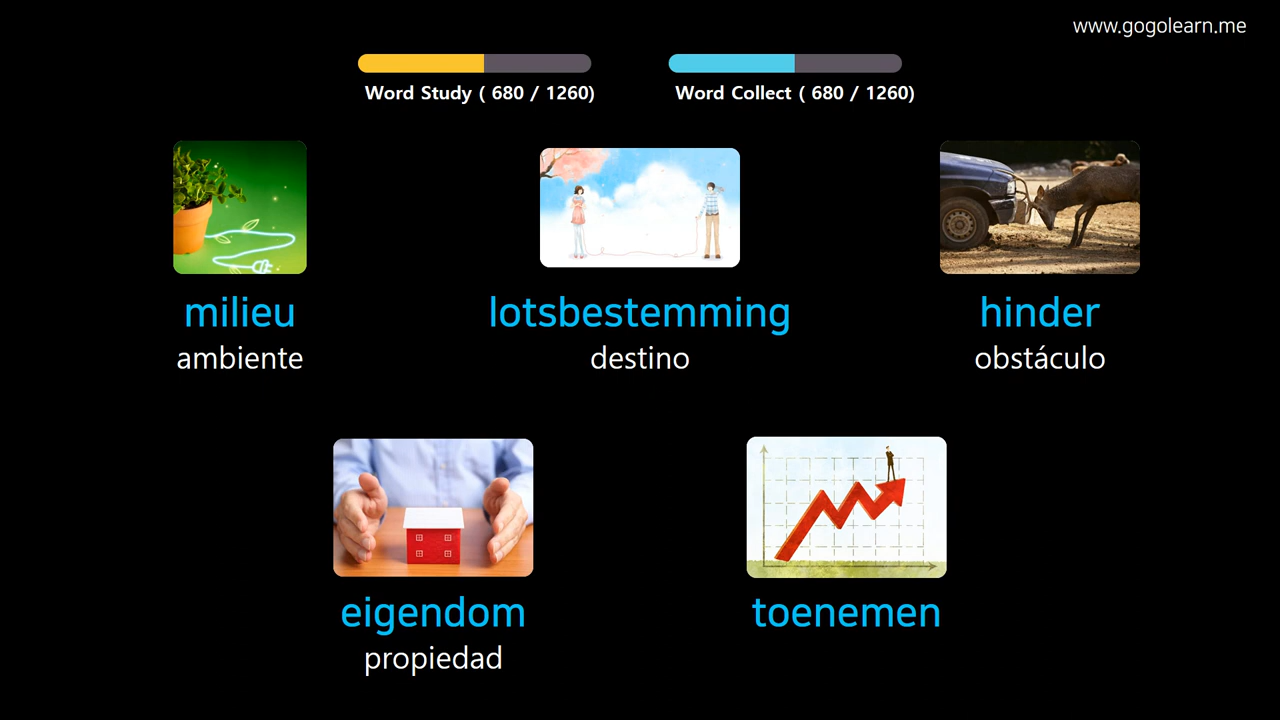 www.gogolearn.me
Word Study ( 680 / 1260)
Word Collect ( 680 / 1260)
milieu
ambiente
lotsbestemming
destino
hinder
obstáculo
eigendom
propiedad
toenemen